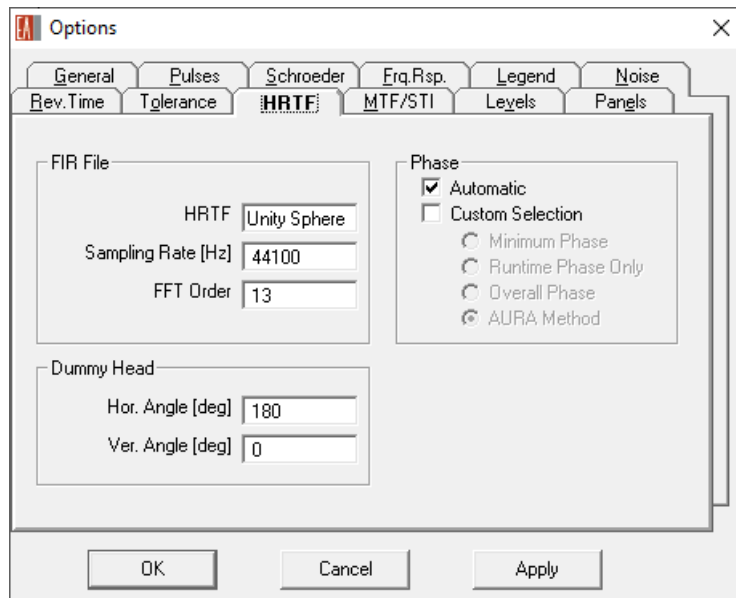 EA Options
General Pulses Schroeder Frq.Rsp. Legend Noise
Rev.Time Tolerance HRTF MTF/STI Levels Panels
FIR File
HRTF Unity Sphere
Sampling Rate [Hz] 44100
FFT Order 13
Phase
Automatic
Custom Selection
Minimum Phase
Runtime Phase Only
Overall Phase
AURA Method
Dummy Head
Hor. Angle [deg] 180
Ver. Angle [deg] 0
OK Cancel Apply